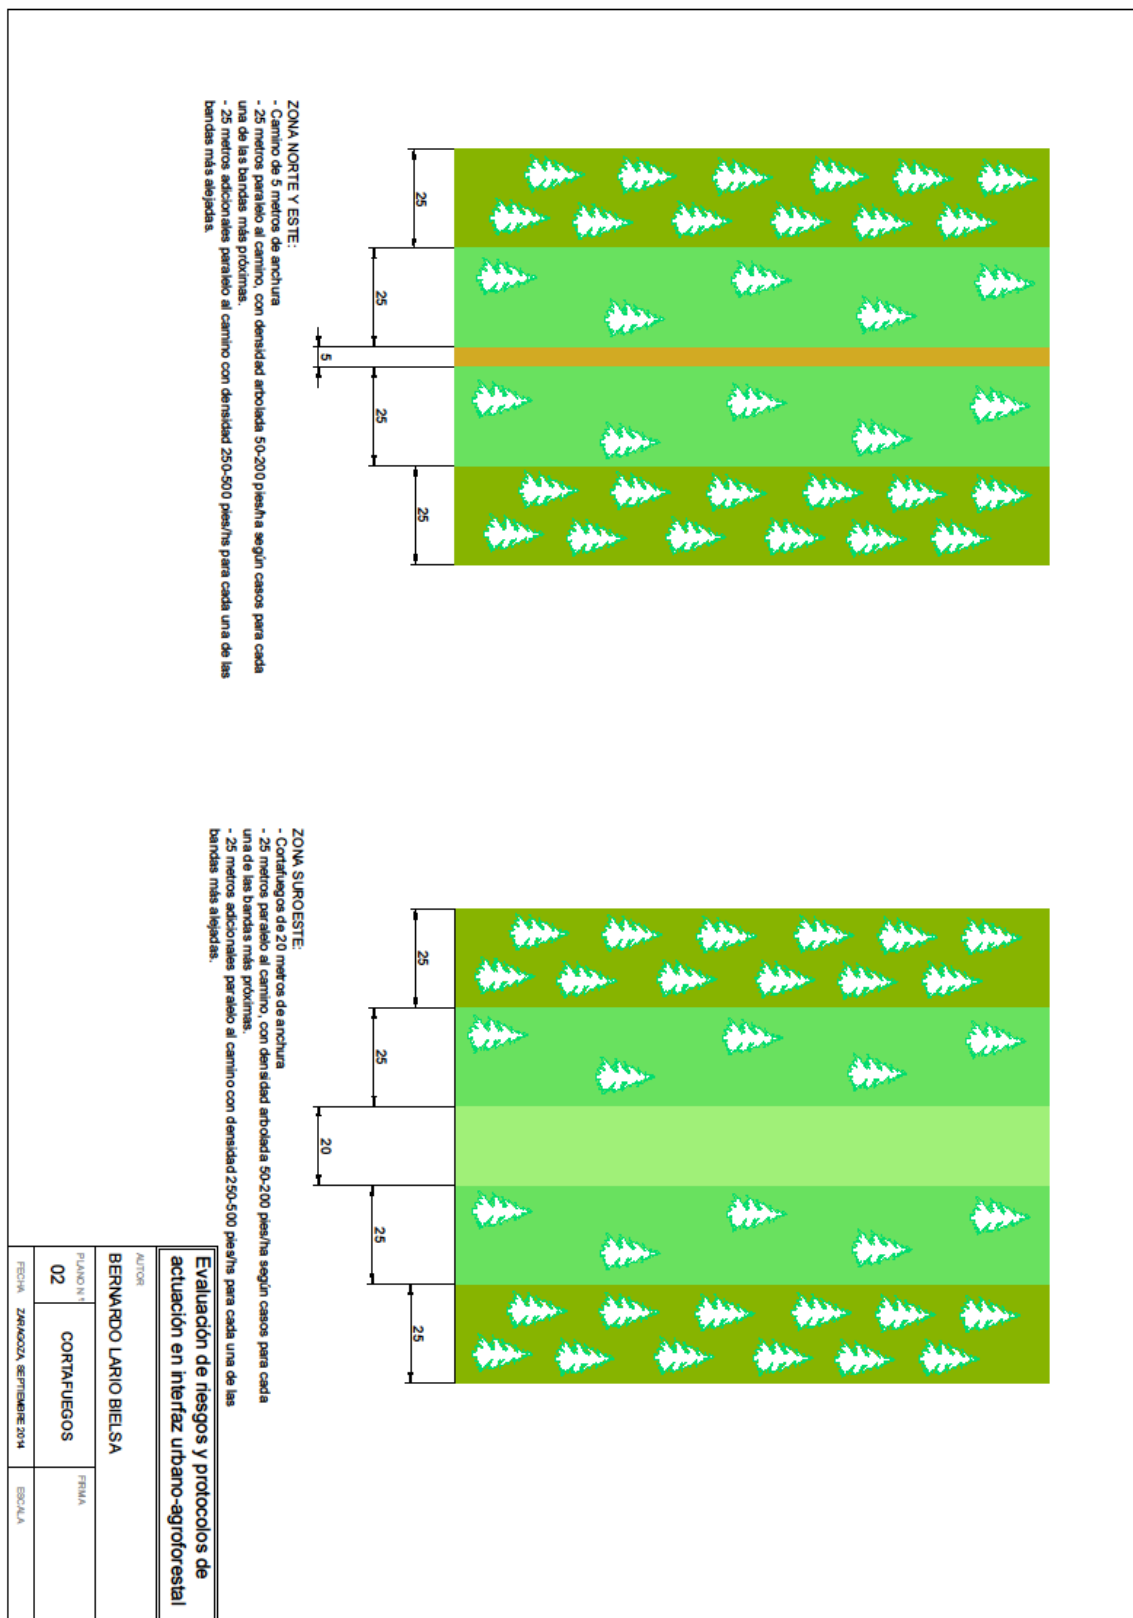 25
25
5
25
25
ZONA NORTE Y ESTE:
- Camino de 5 metros de anchura
- 25 metros paralelo al camino, con densidad arbolada 50-200 pies/ha según casos para cada
una de las bandas más próximas.
- 25 metros adicionales paralelo al camino con densidad 250-500 pies/hs para cada una de las
bandas más alejadas.
25
25
20
25
25
ZONA SUROESTE:
- Cortafuegos de 20 metros de anchura
- 25 metros paralelo al camino, con densidad arbolada 50-200 pies/ha según casos para cada
una de las bandas más próximas.
- 25 metros adicionales paralelo al camino con densidad 250-500 pies/hs para cada una de las
bandas más alejadas.
Evaluación de riesgos y protocolos de
actuación en interfaz urbano-agroforestal
AUTOR
BERNARDO LARIO BIELSA
PLANO Nº
02
CORTAFUEGOS
FIRMA
FECHA
ZARAGOZA, SEPTIEMBRE 2014
ESCALA